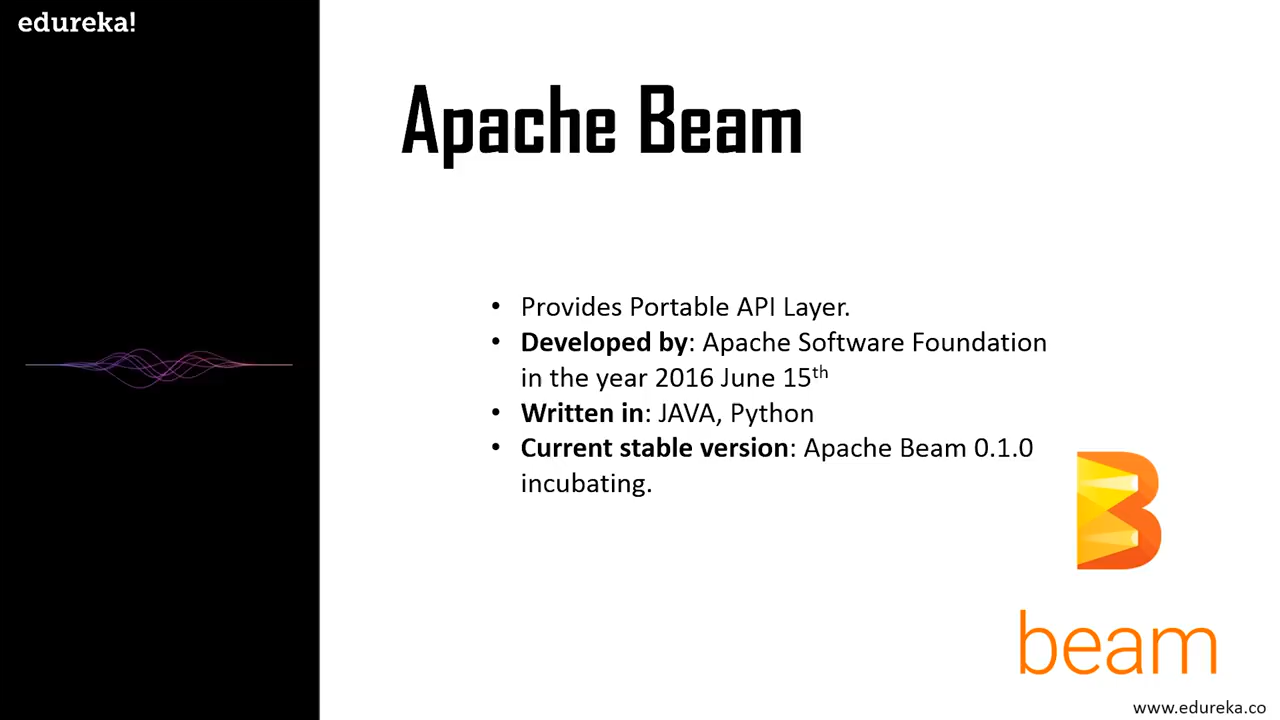 edureka!
Apache Beam
• Provides Portable API Layer.
• Developed by: Apache Software Foundation
in the year 2016 June 15th
• Written in: JAVA, Python
• Current stable version: Apache Beam 0.1.0
incubating.
beam
www.edureka.co